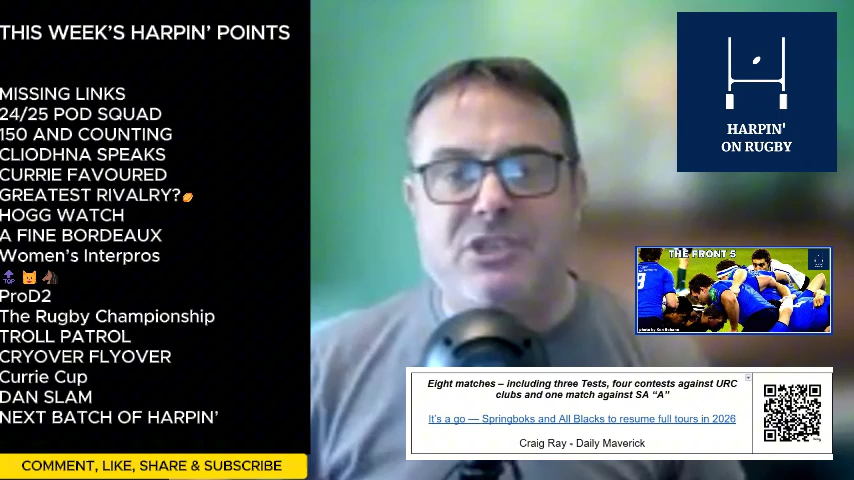 THIS WEEK'S HARPIN' POINTS
MISSING LINKS
24/25 POD SQUAD
150 AND COUNTING
CLIODHNA SPEAKS
CURRIE FAVOURED
GREATEST RIVALRY?🏉
HOGG WATCH
A FINE BORDEAUX
Women's Interpros
🔝 🐱 🐴
ProD2
The Rugby Championship
TROLL PATROL
CRYOVER FLYOVER
Currie Cup
DAN SLAM
NEXT BATCH OF HARPIN'
COMMENT, LIKE, SHARE & SUBSCRIBE
HARPIN'
ON RUGBY
THE FRONT 5
9
Eight matches – including three Tests, four contests against URC
clubs and one match against SA "A"
It's a go — Springboks and All Blacks to resume full tours in 2026
Craig Ray - Daily Maverick